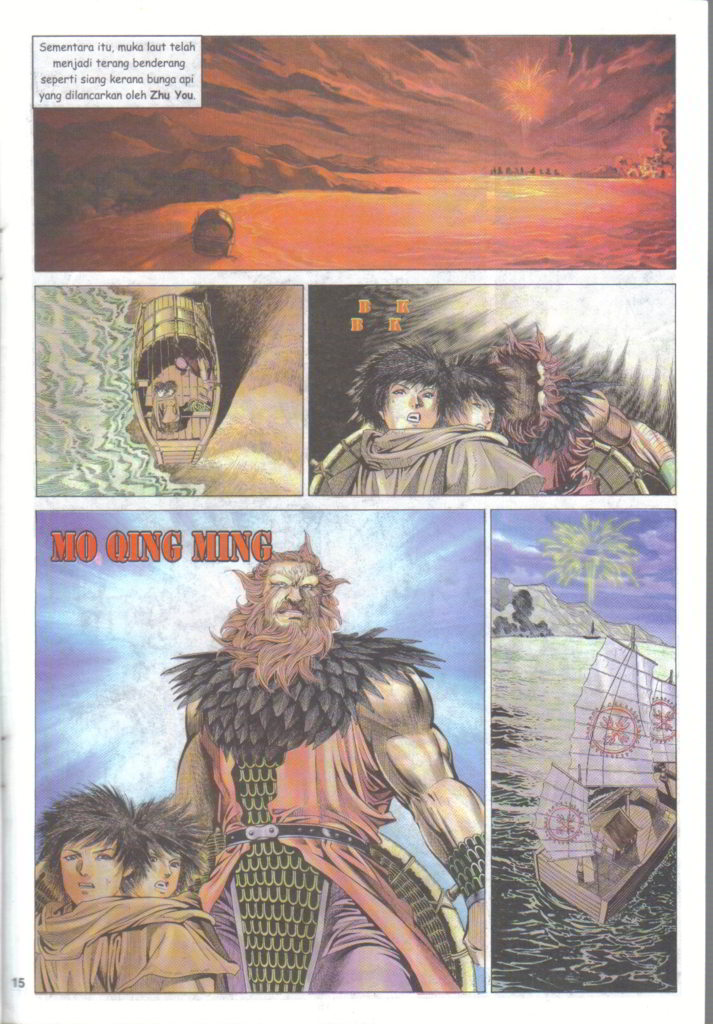 Sementara itu, muka laut telah
menjadi terang benderang
seperti siang kerana bunga api
yang dilancarkan oleh Zhu You.
B K
B K
MO QING MING
15